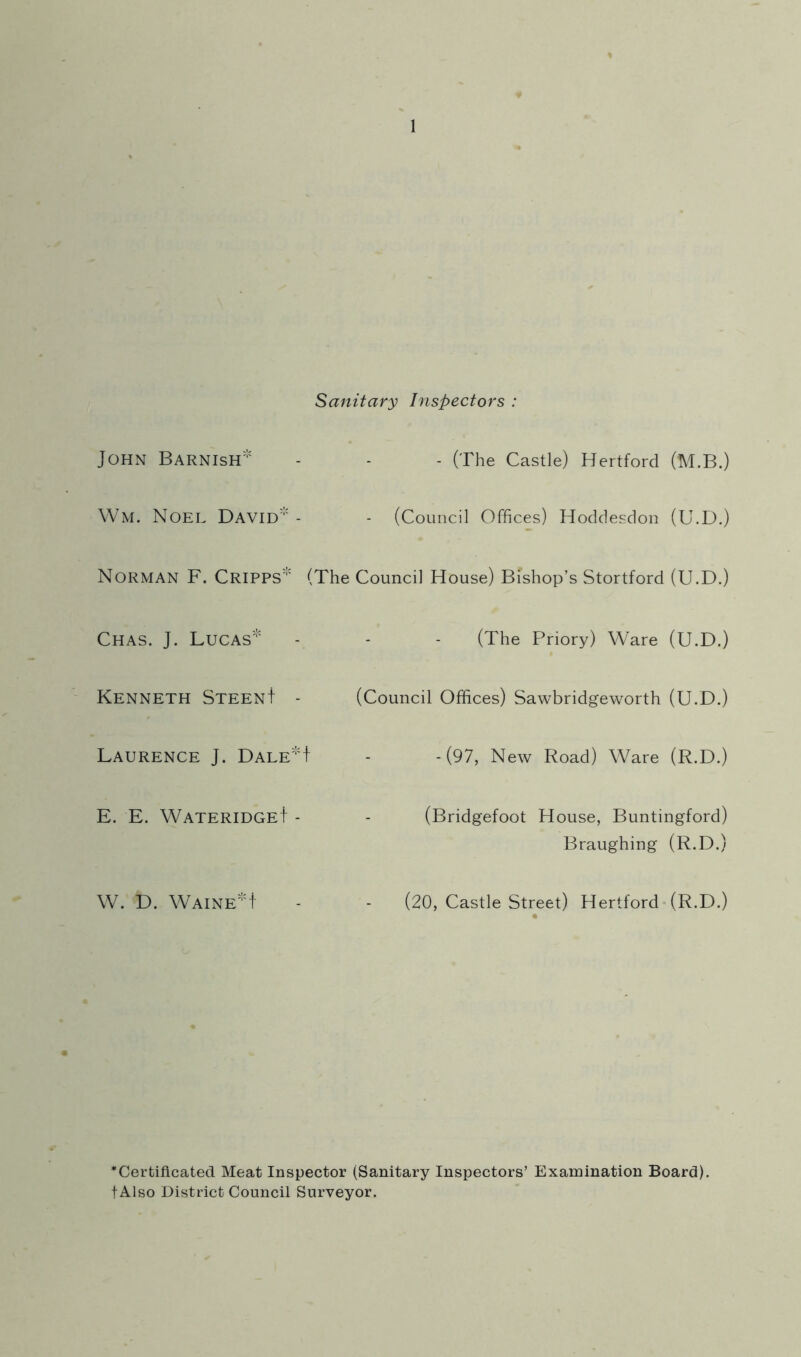 1
Sanitary Inspectors :
John Barnish* - - - (The Castle) Hertford (M.B.)
Wm. Noel David* - - (Council Offices) Hoddesdon (U.D.)
Norman F. Cripps* (The Council House) Bishop's Stortford (U.D.)
Chas. J. Lucas* - - - (The Priory) Ware (U.D.)
Kenneth Steen† - (Council Offices) Sawbridgeworth (U.D.)
Laurence J. Dale*† - - (97, New Road) Ware (R.D.)
E. E. Wateridge† - - (Bridgefoot House, Buntingford)
Braughing (R.D.)
W. D. Waine*† - - (20, Castle Street) Hertford (R.D.)
*Certificated Meat Inspector (Sanitary Inspectors' Examination Board).
†Also District Council Surveyor.